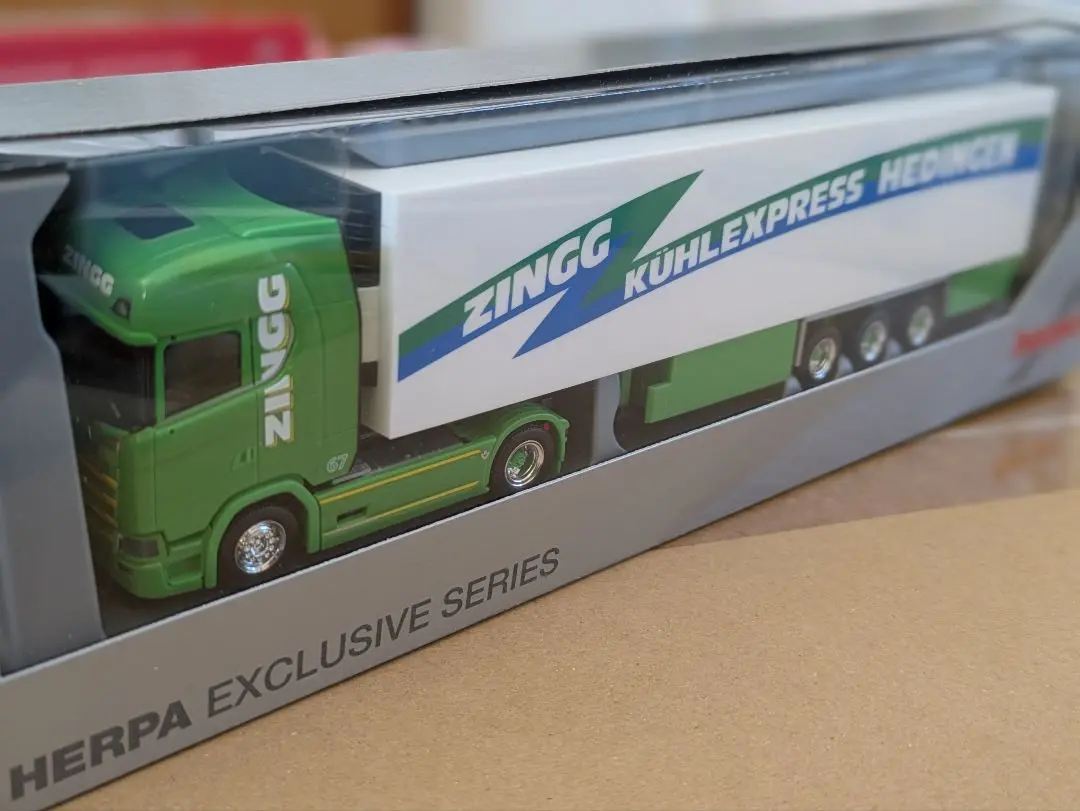 ZINGG
ZINGG
67
ZINGG
KÜHLEXPRESS HEDINGEN
HERPA EXCLUSIVE SERIES